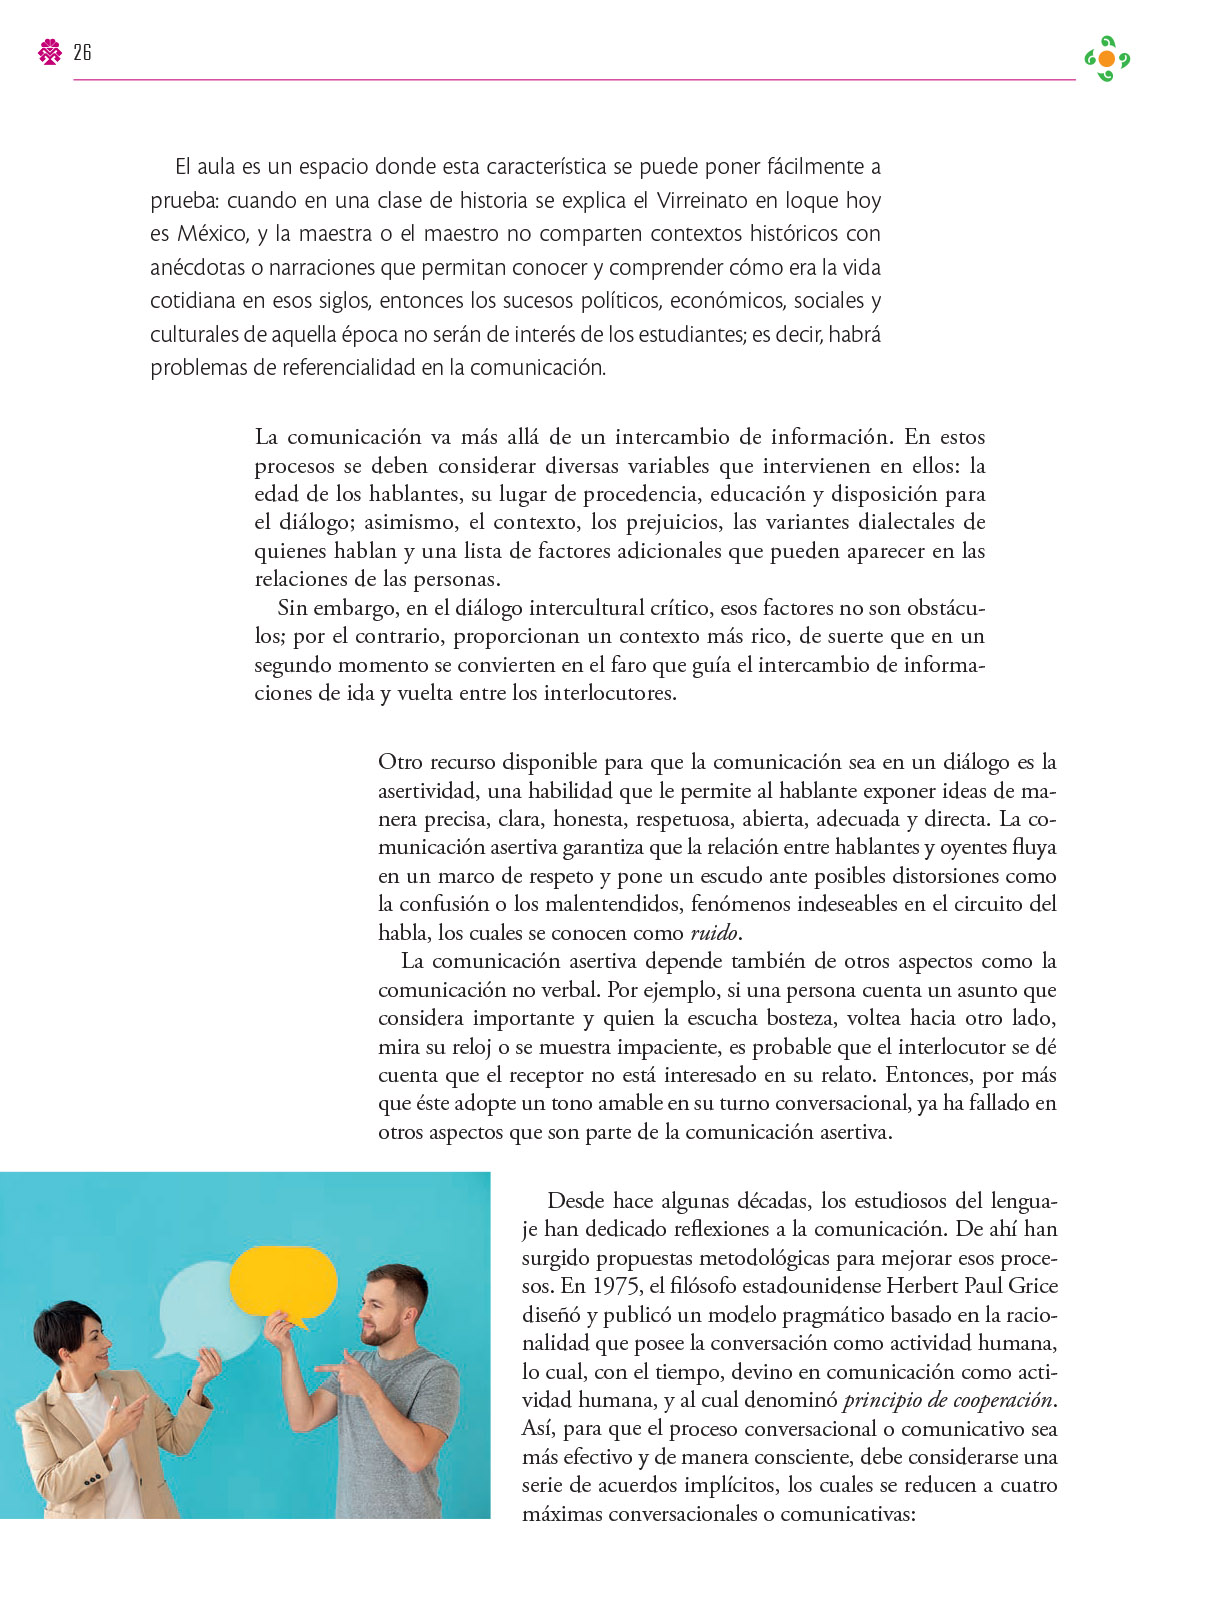 26
El aula es un espacio donde esta característica se puede poner fácilmente a
prueba: cuando en una clase de historia se explica el Virreinato en loque hoy
es México, y la maestra o el maestro no comparten contextos históricos con
anécdotas o narraciones que permitan conocer y comprender cómo era la vida
cotidiana en esos siglos, entonces los sucesos políticos, económicos, sociales y
culturales de aquella época no serán de interés de los estudiantes; es decir, habrá
problemas de referencialidad en la comunicación.
La comunicación va más allá de un intercambio de información. En estos
procesos se deben considerar diversas variables que intervienen en ellos: la
edad de los hablantes, su lugar de procedencia, educación y disposición para
el diálogo; asimismo, el contexto, los prejuicios, las variantes dialectales de
quienes hablan y una lista de factores adicionales que pueden aparecer en las
relaciones de las personas.
Sin embargo, en el diálogo intercultural crítico, esos factores no son obstácu-
los; por el contrario, proporcionan un contexto más rico, de suerte que en un
segundo momento se convierten en el faro que guía el intercambio de informa-
ciones de ida y vuelta entre los interlocutores.
Otro recurso disponible para que la comunicación sea en un diálogo es la
asertividad, una habilidad que le permite al hablante exponer ideas de ma-
nera precisa, clara, honesta, respetuosa, abierta, adecuada y directa. La co-
municación asertiva garantiza que la relación entre hablantes y oyentes fluya
en un marco de respeto y pone un escudo ante posibles distorsiones como
la confusión o los malentendidos, fenómenos indeseables en el circuito del
habla, los cuales se conocen como ruido.
La comunicación asertiva depende también de otros aspectos como la
comunicación no verbal. Por ejemplo, si una persona cuenta un asunto que
considera importante y quien la escucha bosteza, voltea hacia otro lado,
mira su reloj o se muestra impaciente, es probable que el interlocutor se dé
cuenta que el receptor no está interesado en su relato. Entonces, por más
que éste adopte un tono amable en su turno conversacional, ya ha fallado en
otros aspectos que son parte de la comunicación asertiva.
Desde hace algunas décadas, los estudiosos del lengua-
je han dedicado reflexiones a la comunicación. De ahí han
surgido propuestas metodológicas para mejorar esos proce-
sos. En 1975, el filósofo estadounidense Herbert Paul Grice
diseñó y publicó un modelo pragmático basado en la racio-
nalidad que posee la conversación como actividad humana,
lo cual, con el tiempo, devino en comunicación como acti-
vidad humana, y al cual denominó principio de cooperación.
Así, para que el proceso conversacional o comunicativo sea
más efectivo y de manera consciente, debe considerarse una
serie de acuerdos implícitos, los cuales se reducen a cuatro
máximas conversacionales o comunicativas: